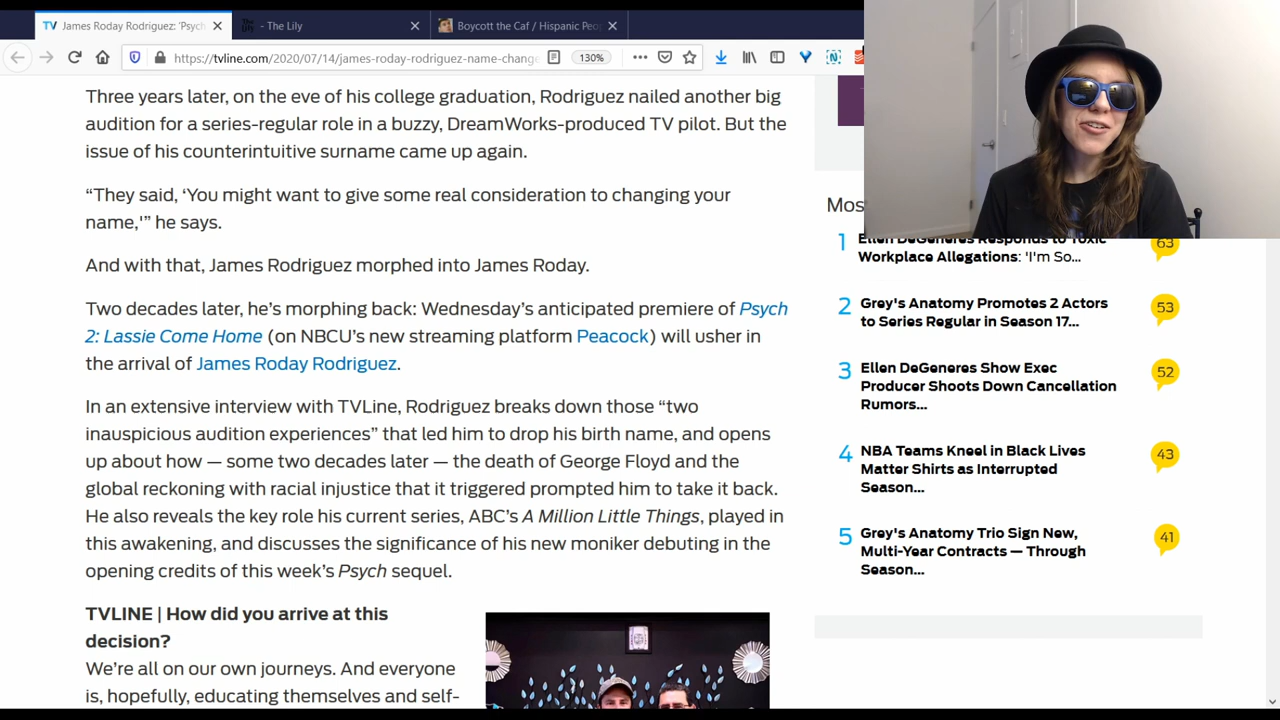 James Roday Rodriguez: 'Psych
- The Lily
Boycott the Caf / Hispanic Peo
https://tvline.com/2020/07/14/james-roday-rodriguez-name-change
130%
Three years later, on the eve of his college graduation, Rodriguez nailed another big
audition for a series-regular role in a buzzy, DreamWorks-produced TV pilot. But the
issue of his counterintuitive surname came up again.
“They said, ‘You might want to give some real consideration to changing your
name,'” he says.
And with that, James Rodriguez morphed into James Roday.
Two decades later, he’s morphing back: Wednesday’s anticipated premiere of Psych
2: Lassie Come Home (on NBCU’s new streaming platform Peacock) will usher in
the arrival of James Roday Rodriguez.
In an extensive interview with TVLine, Rodriguez breaks down those “two
inauspicious audition experiences” that led him to drop his birth name, and opens
up about how — some two decades later — the death of George Floyd and the
global reckoning with racial injustice that it triggered prompted him to take it back.
He also reveals the key role his current series, ABC’s A Million Little Things, played in
this awakening, and discusses the significance of his new moniker debuting in the
opening credits of this week’s Psych sequel.
TVLINE | How did you arrive at this
decision?
We’re all on our own journeys. And everyone
is, hopefully, educating themselves and self-
Mos
1 Ellen DeGeneres Responds to Toxic 63
Workplace Allegations: 'I'm So...
2 Grey's Anatomy Promotes 2 Actors 53
to Series Regular in Season 17...
3 Ellen DeGeneres Show Exec 52
Producer Shoots Down Cancellation
Rumors...
4 NBA Teams Kneel in Black Lives 43
Matter Shirts as Interrupted
Season...
5 Grey's Anatomy Trio Sign New, 41
Multi-Year Contracts — Through
Season...